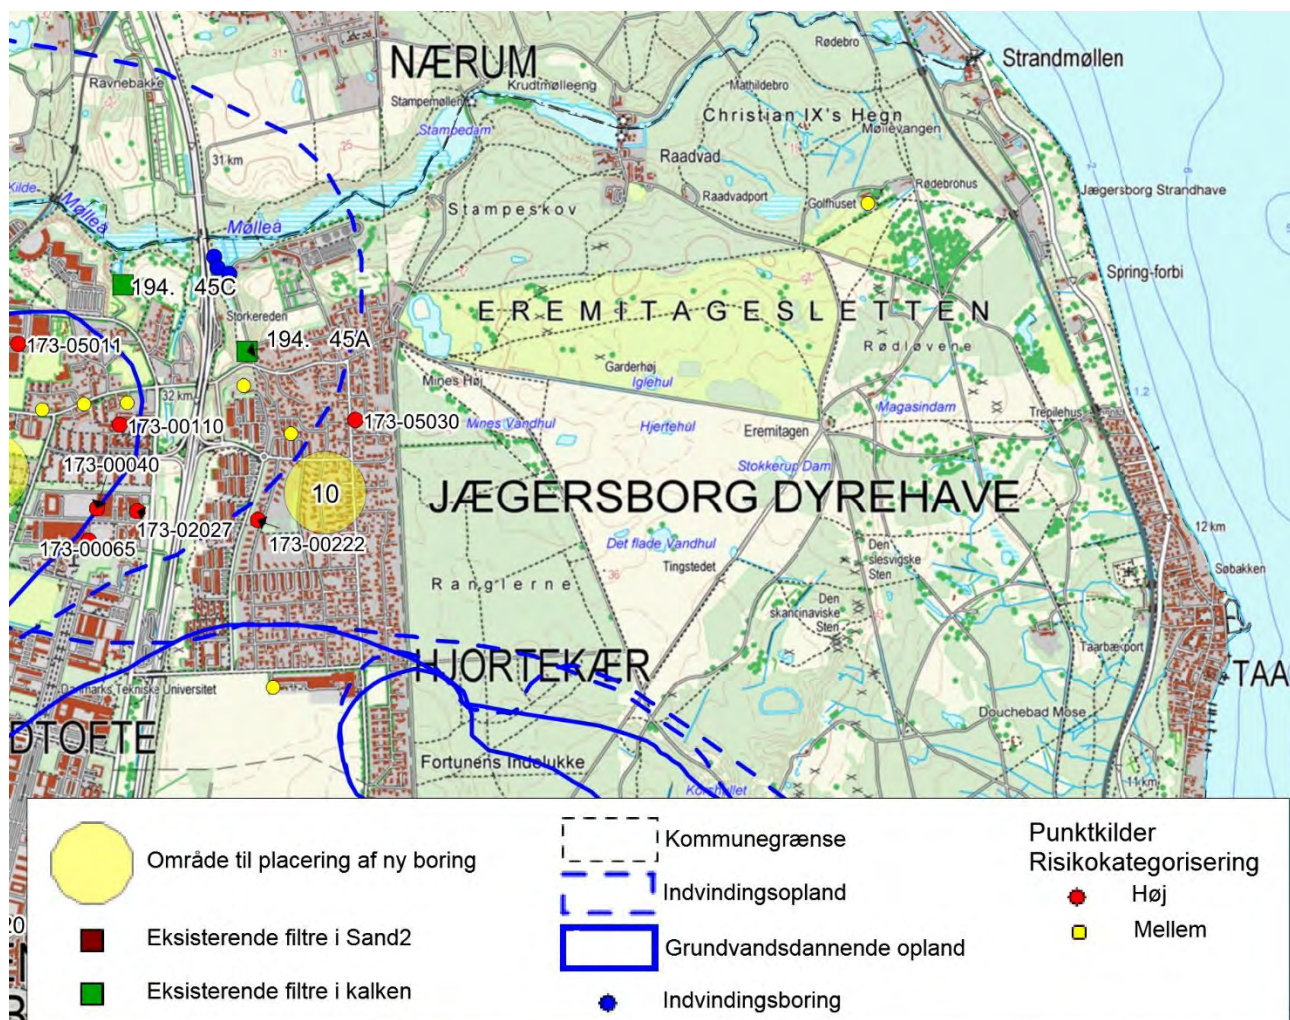 NÆRUM
Rødebro
Strandmøllen
Ravnebakke
Krudtmølleeng
Mathildebro
Stampemøllen
Christian IX's Hegn
Stampedam
Møllevangen
31 km
Raadvad
Kilde
Rødebrohus
Jægersborg Strandhave
Mølleå
Raadvadport
Golfhuset
Stampeskov
Mølleå
Spring-forbi
194. 45C
Storkereden
EREMITAGESLETTEN
194. 45A
173-05011
Rødløvene
Garderhøj
Mines Høj
Iglehul
32 km
Magasindam
Trepilehus
173-00110
173-05030
Mines Vandhul
Hjertehul
Eremitagen
173-00040
Stokkerup Dam
10
JÆGERSBORG DYREHAVE
12 km
173-02027
173-00065
173-00222
Det flade Vandhul
Den slesvigske Sten
Tingstedet
36
Ranglerne
Søbakken
Den skandinaviske Sten
Taarbækport
HJORTEKÆR
TAA
Danmarks Tekniske Universitet
Douchebad Mose
DTOFTE
Fortunens Indelukke
11 km
Korshullet
Område til placering af ny boring
Eksisterende filtre i Sand2
Eksisterende filtre i kalken
Kommunegrænse
Indvindingsopland
Grundvandsdannende opland
Indvindingsboring
Punktkilder
Risikokategorisering
Høj
Mellem